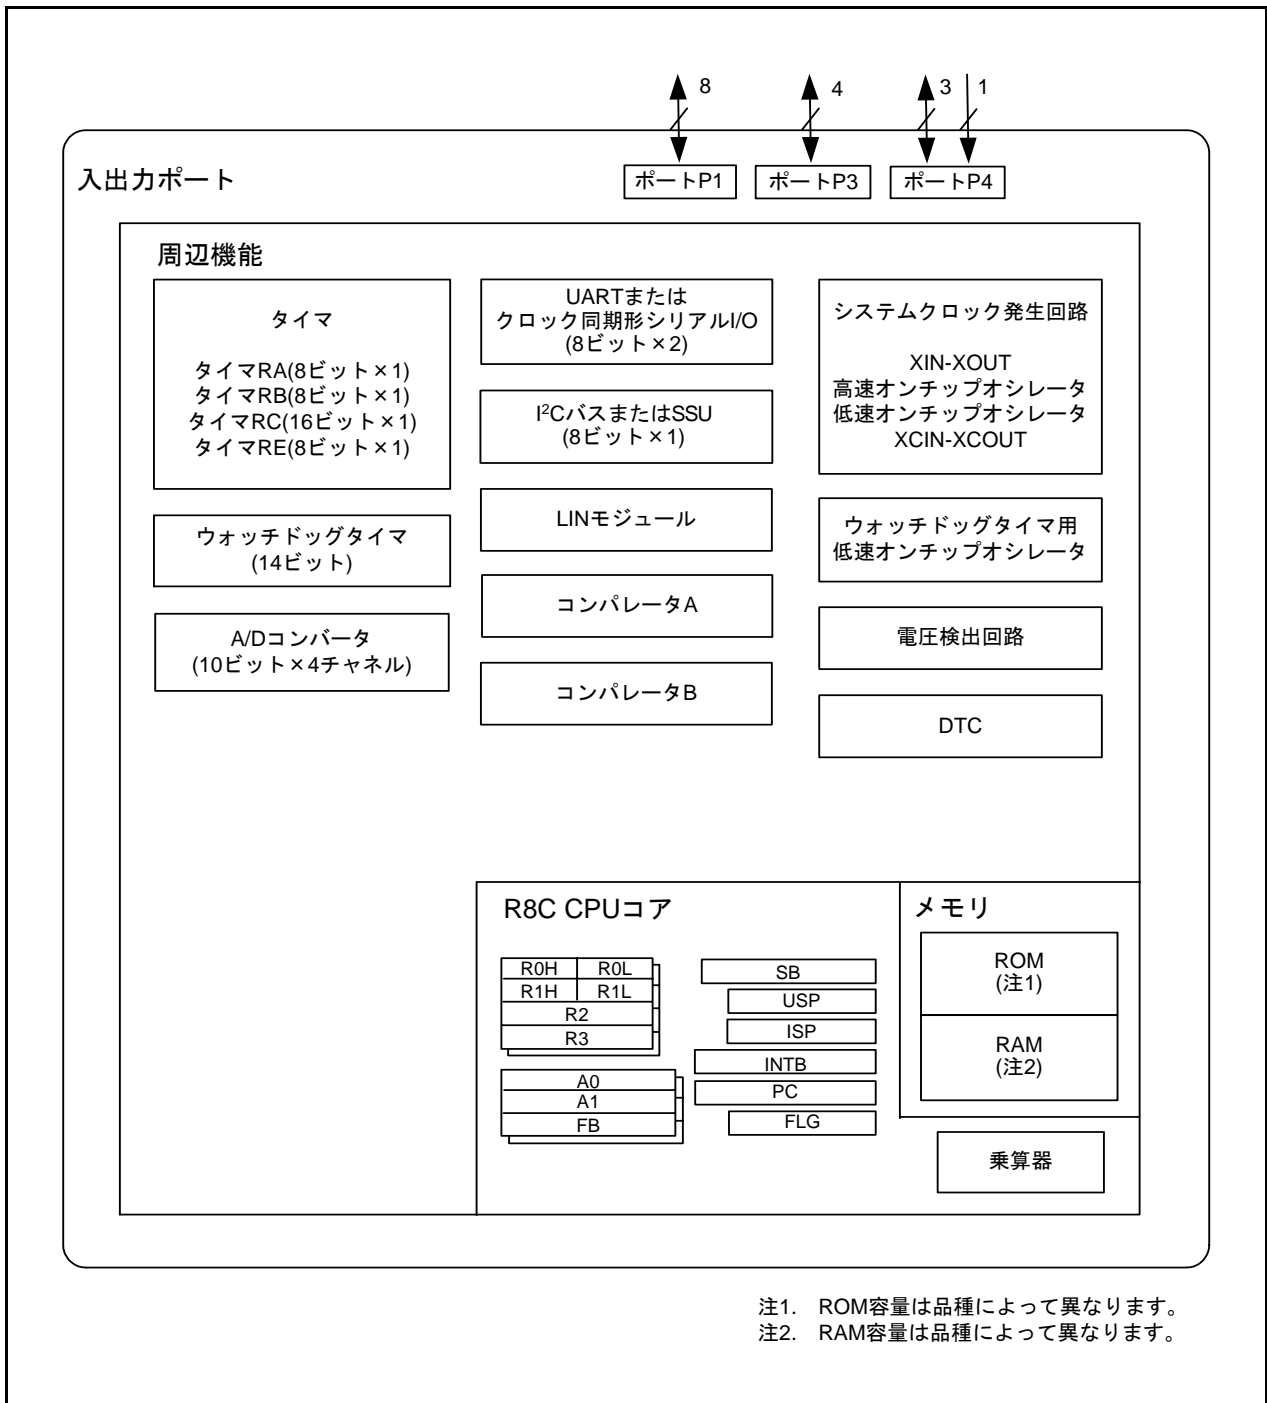 8
4
3
1
入出力ポート
ポートP1
ポートP3
ポートP4
周辺機能
タイマ
タイマRA(8ビット×1)
タイマRB(8ビット×1)
タイマRC(16ビット×1)
タイマRE(8ビット×1)
ウォッチドッグタイマ
(14ビット)
A/Dコンバータ
(10ビット×4チャネル)
UARTまたは
クロック同期形シリアルI/O
(8ビット×2)
I²CバスまたはSSU
(8ビット×1)
LINモジュール
コンパレータA
コンパレータB
システムクロック発生回路
XIN-XOUT
高速オンチップオシレータ
低速オンチップオシレータ
XCIN-XCOUT
ウォッチドッグタイマ用
低速オンチップオシレータ
電圧検出回路
DTC
R8C CPUコア
R0H
R0L
R1H
R1L
R2
R3
A0
A1
FB
SB
USP
ISP
INTB
PC
FLG
メモリ
ROM
(注1)
RAM
(注2)
乗算器
注1. ROM容量は品種によって異なります。
注2. RAM容量は品種によって異なります。